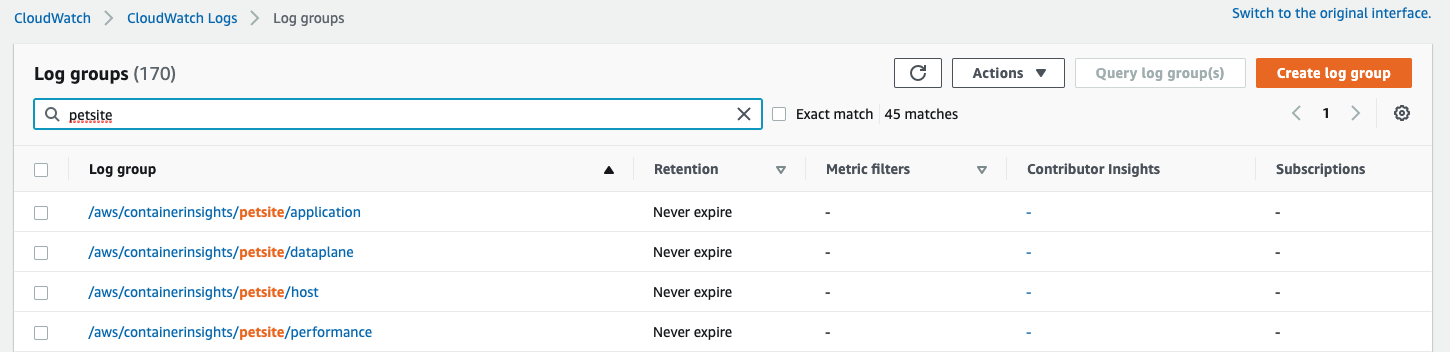 CloudWatch > CloudWatch Logs > Log groups
Switch to the original interface.
Log groups (170)
Actions
Query log group(s)
Create log group
petsite
Exact match
45 matches
1
Log group Retention Metric filters Contributor Insights Subscriptions
/aws/containerinsights/petsite/application Never expire - - -
/aws/containerinsights/petsite/dataplane Never expire - - -
/aws/containerinsights/petsite/host Never expire - - -
/aws/containerinsights/petsite/performance Never expire - - -